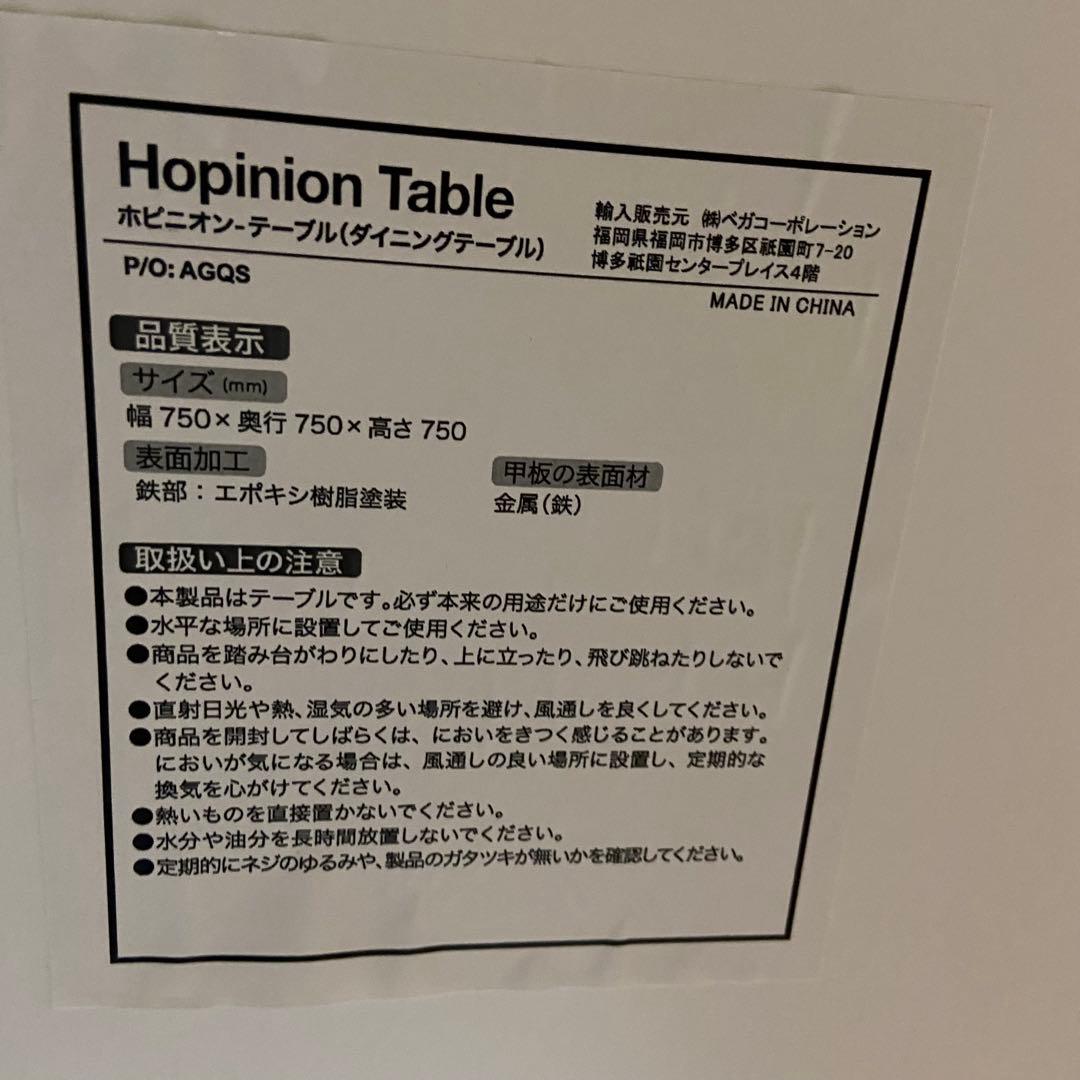 Hopinion Table
ホピニオン-テーブル(ダイニングテーブル)
輸入販売元 ㈱ベガコーポレーション
福岡県福岡市博多区祇園町7-20
博多祇園センタープレイス4階
P/O: AGQS
MADE IN CHINA
品質表示
サイズ(mm)
幅 750× 奥行 750× 高さ 750
表面加工
鉄部：エポキシ樹脂塗装
甲板の表面材
金属(鉄)
取扱い上の注意
●本製品はテーブルです。必ず本来の用途だけにご使用ください。
●水平な場所に設置してご使用ください。
●商品を踏み台がわりにしたり、上に立ったり、飛び跳ねたりしないで
ください。
●直射日光や熱、湿気の多い場所を避け、風通しを良くしてください。
●商品を開封してしばらくは、においをきつく感じることがあります。
においが気になる場合は、風通しの良い場所に設置し、定期的な
換気を心がけてください。
●熱いものを直接置かないでください。
●水分や油分を長時間放置しないでください。
●定期的にネジのゆるみや、製品のガタツキが無いかを確認してください。